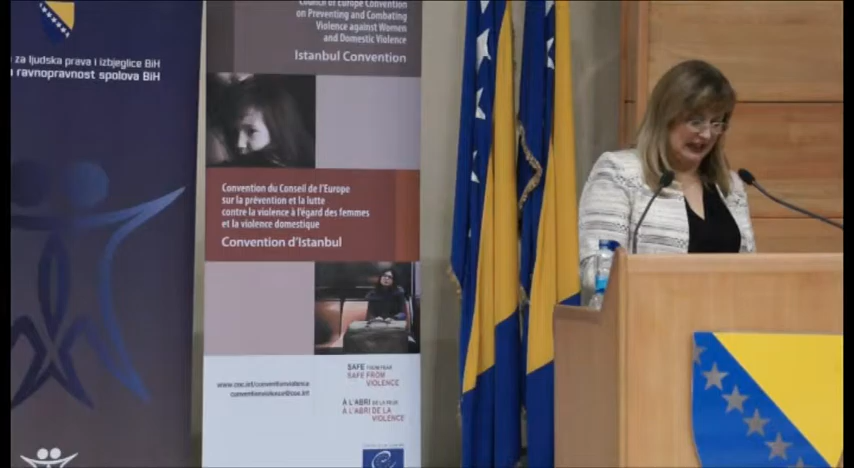 za ljudska prava i izbjeglice BiH
ravnopravnost spolova BiH
Council of Europe Convention
on Preventing and Combating
Violence against Women
and Domestic Violence
Istanbul Convention
Convention du Conseil de l'Europe
sur la prévention et la lutte
contre la violence à l'égard des femmes
et la violence domestique
Convention d'Istanbul
SAFE FROM FEAR
SAFE FROM
VIOLENCE
www.coe.int/conventionviolence
conventionviolence@coe.int
À L'ABRI DE LA PEUR
À L'ABRI DE LA
VIOLENCE